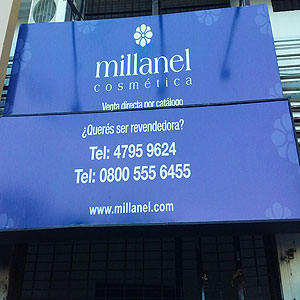 millanel
cosmética
Venta directa por catálogo
¿Querés ser revendedora?
Tel: 4795 9624
Tel: 0800 555 6455
www.millanel.com